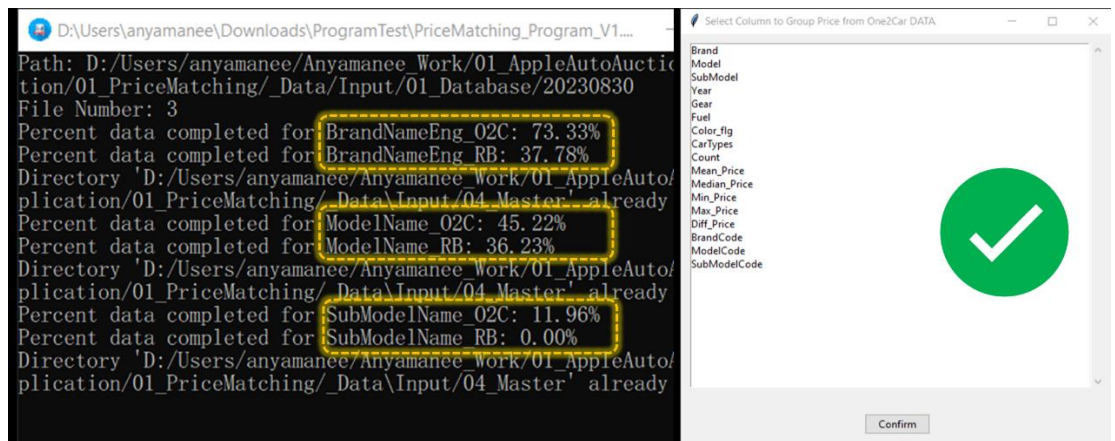 D:\Users\anyamanee\Downloads\ProgramTest\PriceMatching_Program_V1....
Path: D:/Users/anyamanee/Anyamanee_Work/01_AppleAutoAuctio
tion/01_PriceMatching/_Data/Input/01_Database/20230830
File Number: 3
Percent data completed for BrandNameEng_O2C: 73.33%
Percent data completed for BrandNameEng_RB: 37.78%
Directory 'D:/Users/anyamanee/Anyamanee_Work/01_AppleAutoA
plication/01_PriceMatching/_Data\Input/04_Master' already
Percent data completed for ModelName_O2C: 45.22%
Percent data completed for ModelName_RB: 36.23%
Directory 'D:/Users/anyamanee/Anyamanee_Work/01_AppleAutoA
plication/01_PriceMatching/_Data\Input/04_Master' already
Percent data completed for SubModelName_O2C: 11.96%
Percent data completed for SubModelName_RB: 0.00%
Directory 'D:/Users/anyamanee/Anyamanee_Work/01_AppleAutoA
plication/01_PriceMatching/_Data\Input/04_Master' already
Select Column to Group Price from One2Car DATA
Brand
Model
SubModel
Year
Gear
Fuel
Color_flg
CarTypes
Count
Mean_Price
Median_Price
Min_Price
Max_Price
Diff_Price
BrandCode
ModelCode
SubModelCode
Confirm